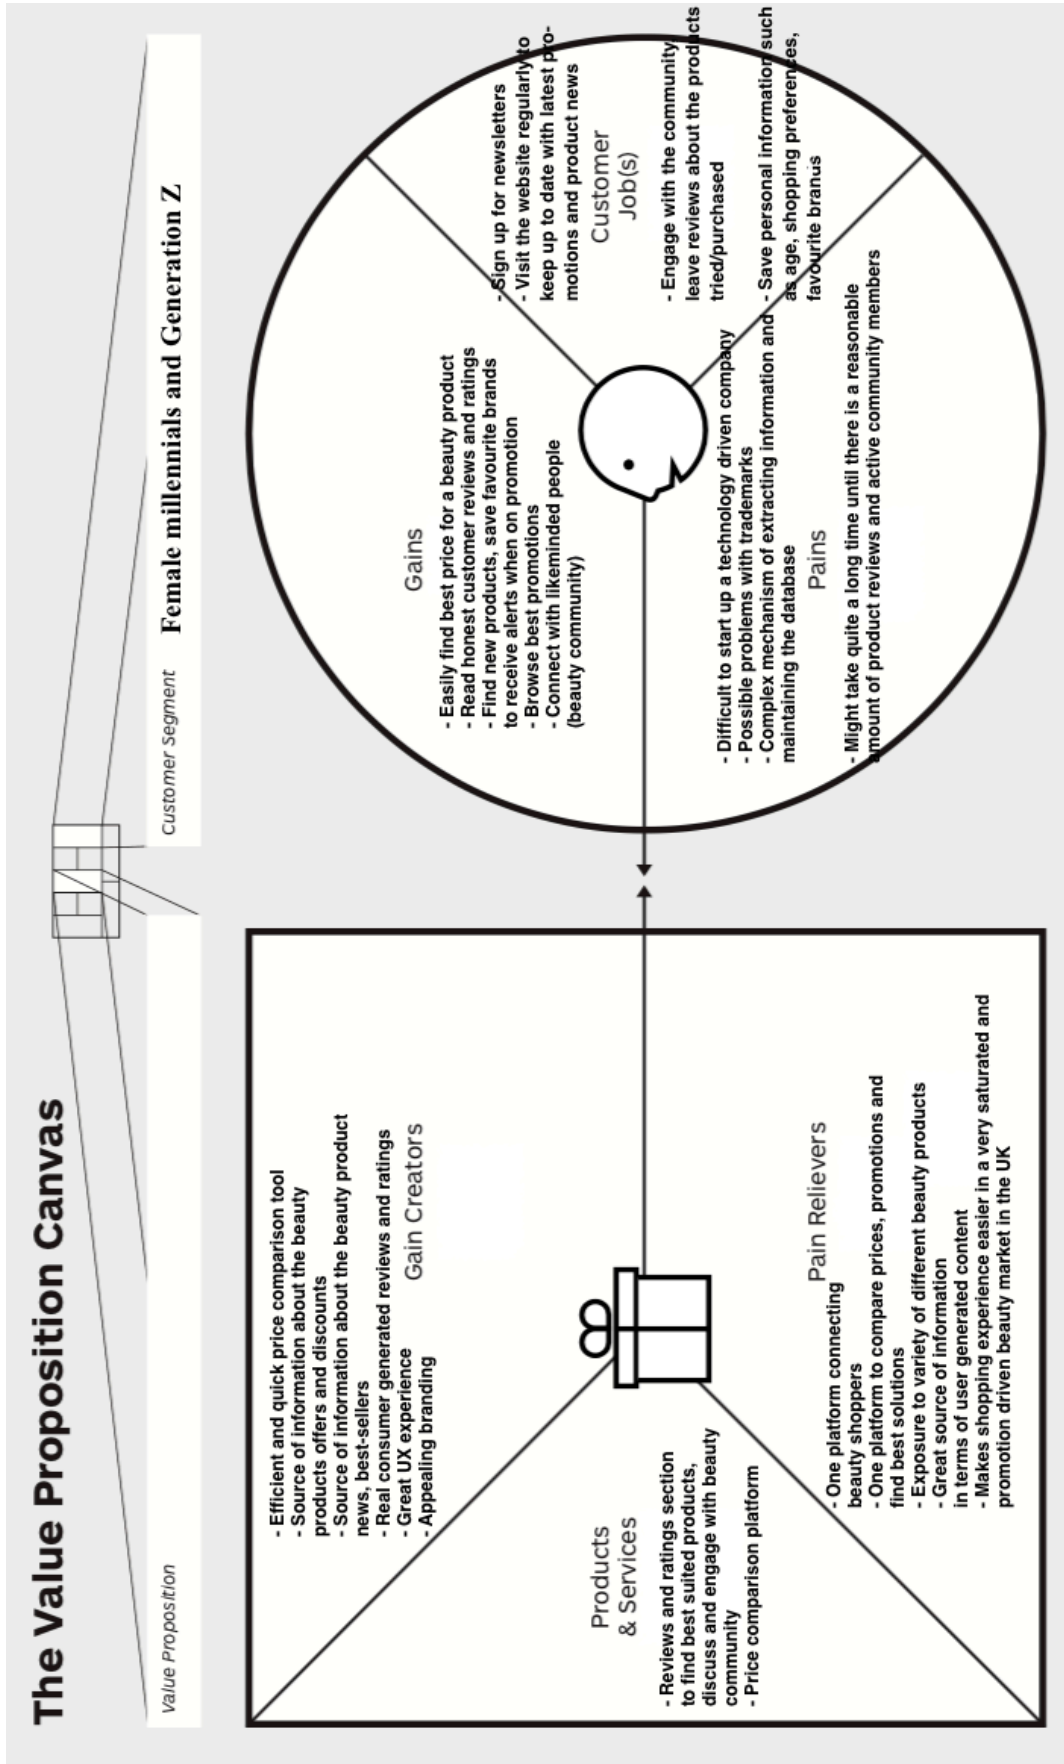 The Value Proposition Canvas
Value Proposition
Customer Segment
Female millennials and Generation Z
- Efficient and quick price comparison tool
- Source of information about the beauty
products offers and discounts
- Source of information about the beauty product
news, best-sellers
- Real consumer generated reviews and ratings
- Great UX experience
- Appealing branding
Gain Creators
Products
& Services
- Reviews and ratings section
to find best suited products,
discuss and engage with beauty
community
- Price comparison platform
Pain Relievers
- One platform connecting
beauty shoppers
- One platform to compare prices, promotions and
find best solutions
- Exposure to variety of different beauty products
- Great source of information
in terms of user generated content
- Makes shopping experience easier in a very saturated and
promotion driven beauty market in the UK
Gains
- Easily find best price for a beauty product
- Read honest customer reviews and ratings
- Find new products, save favourite brands
to receive alerts when on promotion
- Browse best promotions
- Connect with likeminded people
(beauty community)
- Sign up for newsletters
- Visit the website regularly to
keep up to date with latest pro-
motions and product news
Customer
Job(s)
- Engage with the community,
leave reviews about the products
tried/purchased
- Save personal information such
as age, shopping preferences,
favourite brands
- Difficult to start up a technology driven company
- Possible problems with trademarks
- Complex mechanism of extracting information and
maintaining the database
Pains
- Might take quite a long time until there is a reasonable
amount of product reviews and active community members